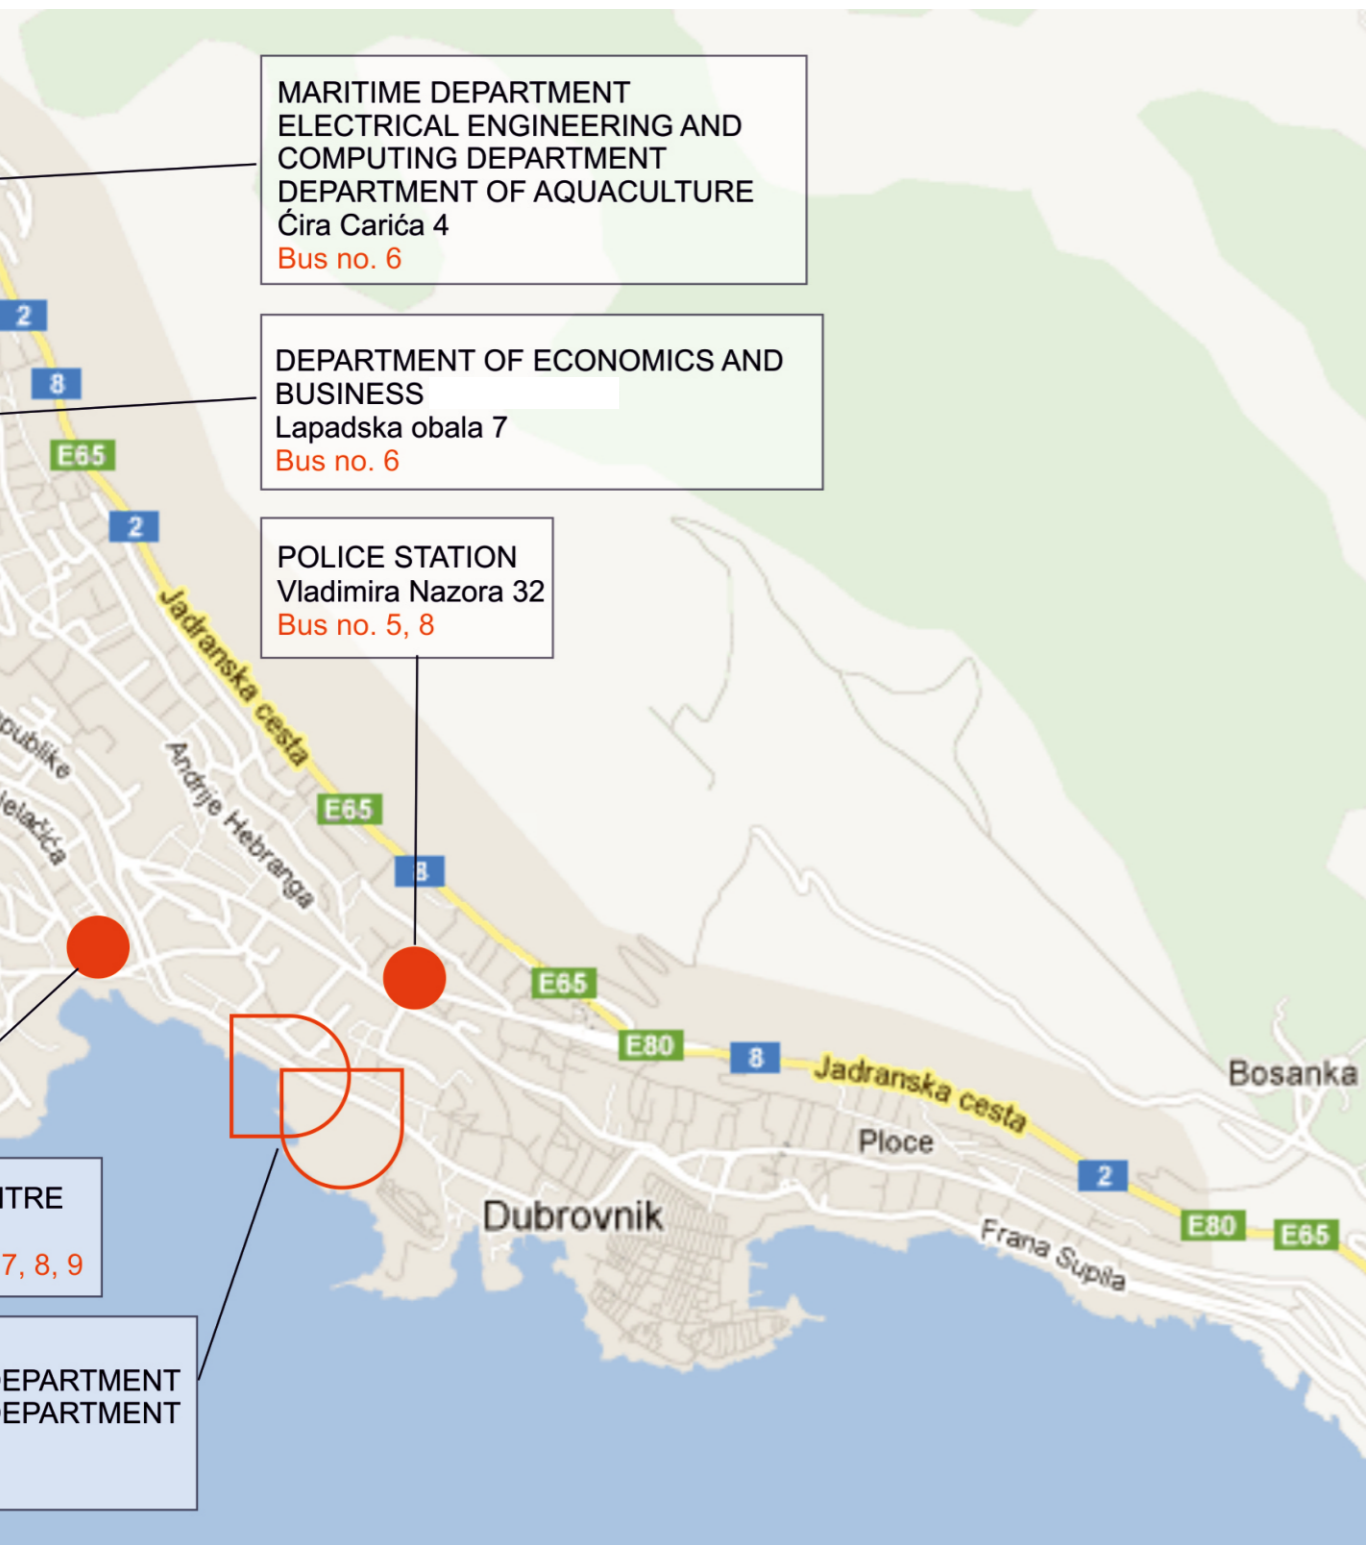 MARITIME DEPARTMENT
ELECTRICAL ENGINEERING AND
COMPUTING DEPARTMENT
DEPARTMENT OF AQUACULTURE
Ćira Carića 4
Bus no. 6
2
DEPARTMENT OF ECONOMICS AND
BUSINESS
Lapadska obala 7
Bus no. 6
8
E65
2
POLICE STATION
Vladimira Nazora 32
Bus no. 5, 8
Jadranska cesta
publike
Andrije Hebranga
elačića
E65
8
E65
E80
8
Jadranska cesta
Bosanka
Ploce
2
Dubrovnik
Frana Supila
E80
E65
TRE
7, 8, 9
DEPARTMENT
DEPARTMENT